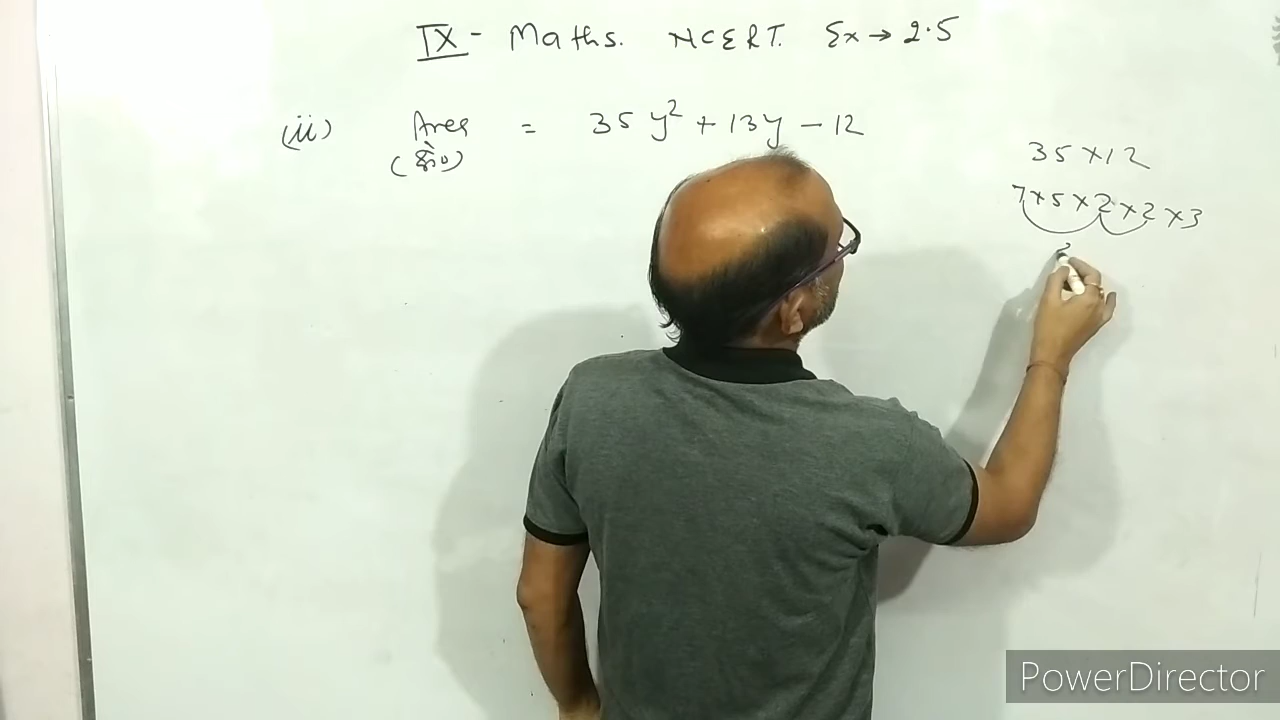 IX - Maths. NCERT. Ex → 2.5
(ii) Area = 35y² + 13y - 12
(क्षे०)
35 × 12
7 × 5 × 2 × 2 × 3
PowerDirector